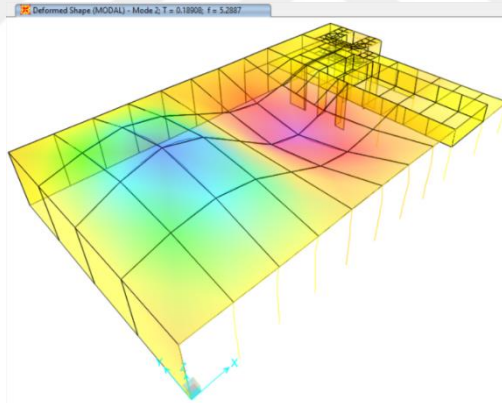 Deformed Shape (MODAL) - Mode 2; T = 0.18908; f = 5.2887
Y
Z
X